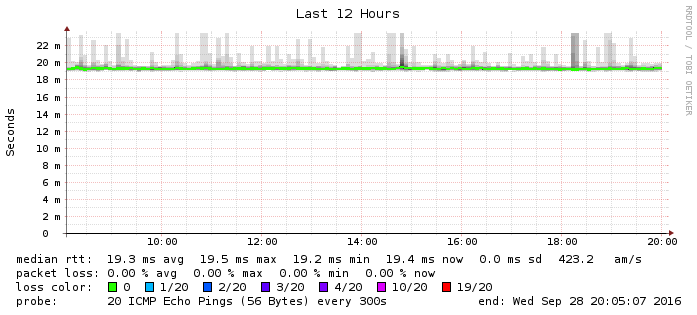 Last 12 Hours
RRDTOOL / TOBI OETIKER
Seconds
22 m
20 m
18 m
16 m
14 m
12 m
10 m
8 m
6 m
4 m
2 m
0
10:00 12:00 14:00 16:00 18:00 20:00
median rtt: 19.3 ms avg 19.5 ms max 19.2 ms min 19.4 ms now 0.0 ms sd 423.2 am/s
packet loss: 0.00 % avg 0.00 % max 0.00 % min 0.00 % now
loss color: 0 1/20 2/20 3/20 4/20 10/20 19/20
probe: 20 ICMP Echo Pings (56 Bytes) every 300s end: Wed Sep 28 20:05:07 2016